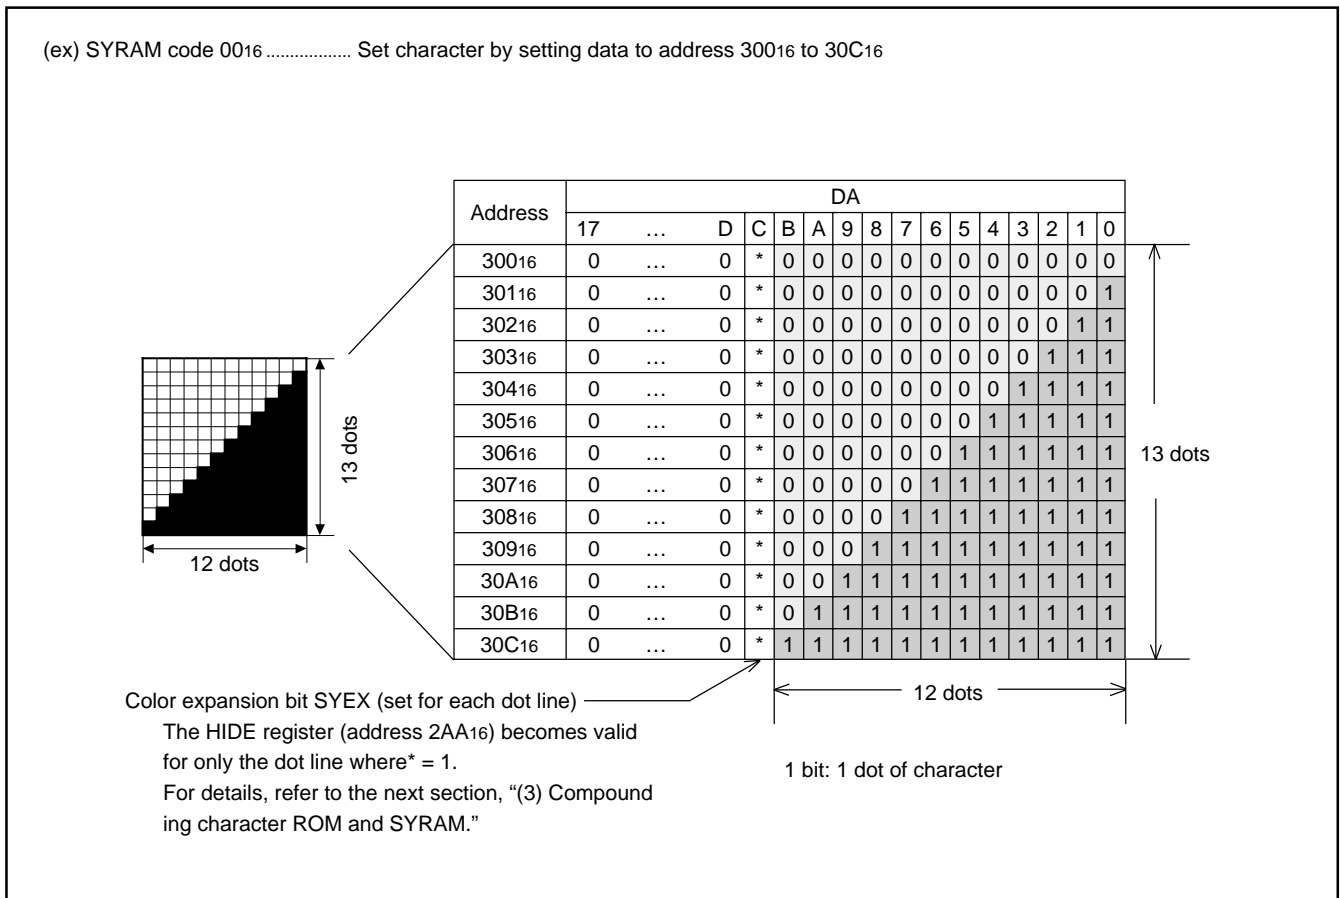 (ex) SYRAM code 0016 .................. Set character by setting data to address 30016 to 30C16
DA
Address
17 … D C B A 9 8 7 6 5 4 3 2 1 0
30016 0 … 0 * 0 0 0 0 0 0 0 0 0 0 0 0
30116 0 … 0 * 0 0 0 0 0 0 0 0 0 0 0 1
30216 0 … 0 * 0 0 0 0 0 0 0 0 0 0 1 1
30316 0 … 0 * 0 0 0 0 0 0 0 0 0 1 1 1
30416 0 … 0 * 0 0 0 0 0 0 0 0 1 1 1 1
30516 0 … 0 * 0 0 0 0 0 0 0 1 1 1 1 1
30616 0 … 0 * 0 0 0 0 0 0 1 1 1 1 1 1
30716 0 … 0 * 0 0 0 0 0 1 1 1 1 1 1 1
30816 0 … 0 * 0 0 0 0 1 1 1 1 1 1 1 1
30916 0 … 0 * 0 0 0 1 1 1 1 1 1 1 1 1
30A16 0 … 0 * 0 0 1 1 1 1 1 1 1 1 1 1
30B16 0 … 0 * 0 1 1 1 1 1 1 1 1 1 1 1
30C16 0 … 0 * 1 1 1 1 1 1 1 1 1 1 1 1
13 dots
12 dots
13 dots
12 dots
Color expansion bit SYEX (set for each dot line)
The HIDE register (address 2AA16) becomes valid
for only the dot line where* = 1.
For details, refer to the next section, “(3) Compound
ing character ROM and SYRAM.”
1 bit: 1 dot of character